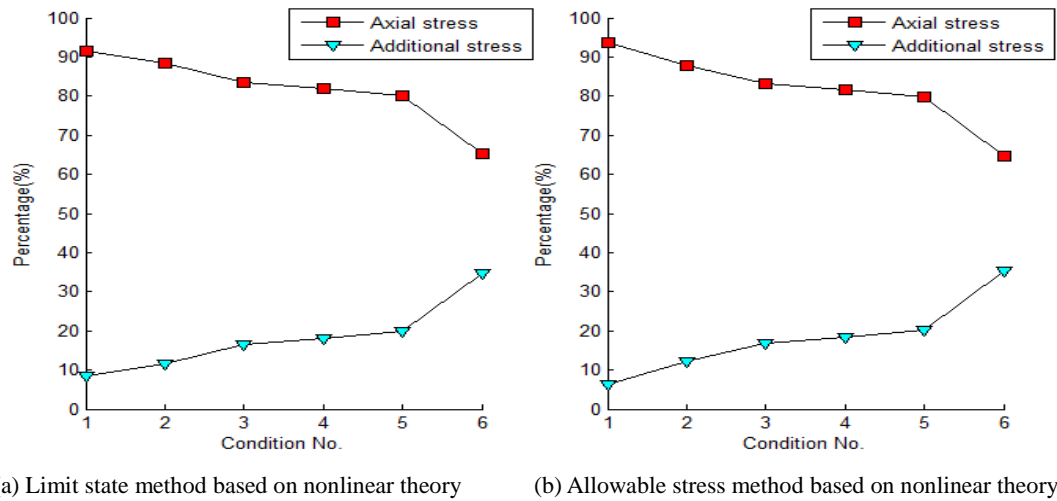 100
90
80
70
60
50
40
30
20
10
0
Percentage(%)
1 2 3 4 5 6
Condition No.
Axial stress
Additional stress
a) Limit state method based on nonlinear theory
100
90
80
70
60
50
40
30
20
10
0
Percentage(%)
1 2 3 4 5 6
Condition No.
Axial stress
Additional stress
(b) Allowable stress method based on nonlinear theory